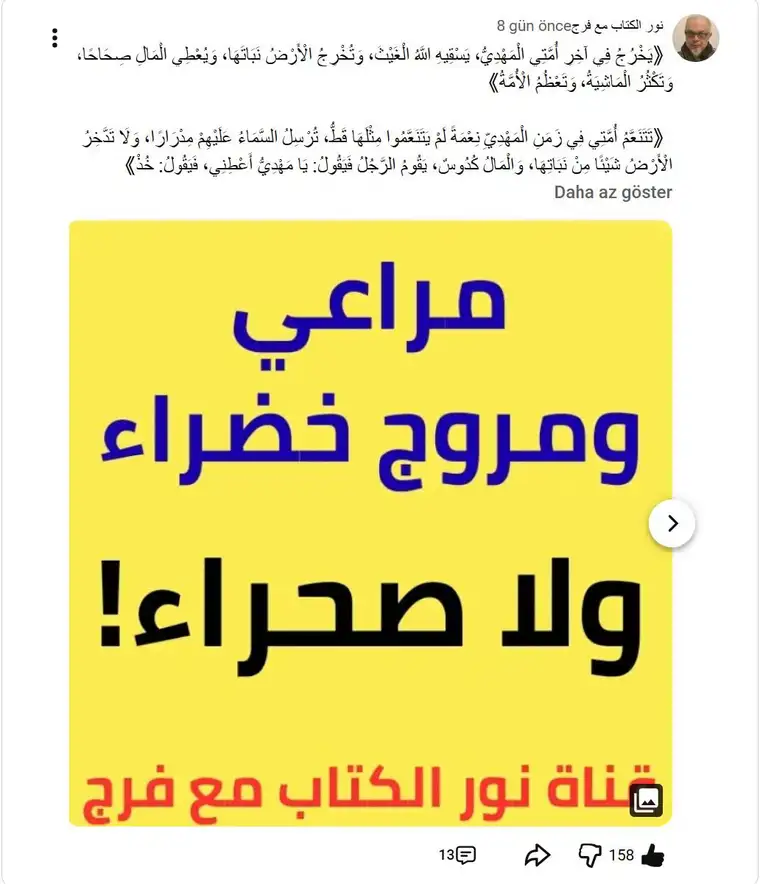 نور الكتاب مع فرج 8 gün önce
《يَخْرُجُ فِي آخِرِ أُمَّتِي الْمَهْدِيُّ، يَسْقِيهِ اللَّهُ الْغَيْثَ، وَتُخْرِجُ الْأَرْضُ نَبَاتَهَا، وَيُعْطِي الْمَالَ صِحَاحًا،
وَتَكْثُرُ الْمَاشِيَةُ، وَتَعْظُمُ الْأُمَّةُ》
《تَتَنَعَّمُ أُمَّتِي فِي زَمَنِ الْمَهْدِيِّ نِعْمَةً لَمْ يَتَنَعَّمُوا مِثْلَهَا قَطُّ، تُرْسِلُ السَّمَاءُ عَلَيْهِمْ مِدْرَارًا، وَلَا تَدَّخِرُ
الْأَرْضُ شَيْئًا مِنْ نَبَاتِهَا، وَالْمَالُ كُدُوسٌ، يَقُومُ الرَّجُلُ فَيَقُولُ: يَا مَهْدِيُّ أَعْطِنِي، فَيَقُولُ: خُذْ》
Daha az göster
مراعي
ومروج خضراء
ولا صحراء!
قناة نور الكتاب مع فرج
158
13